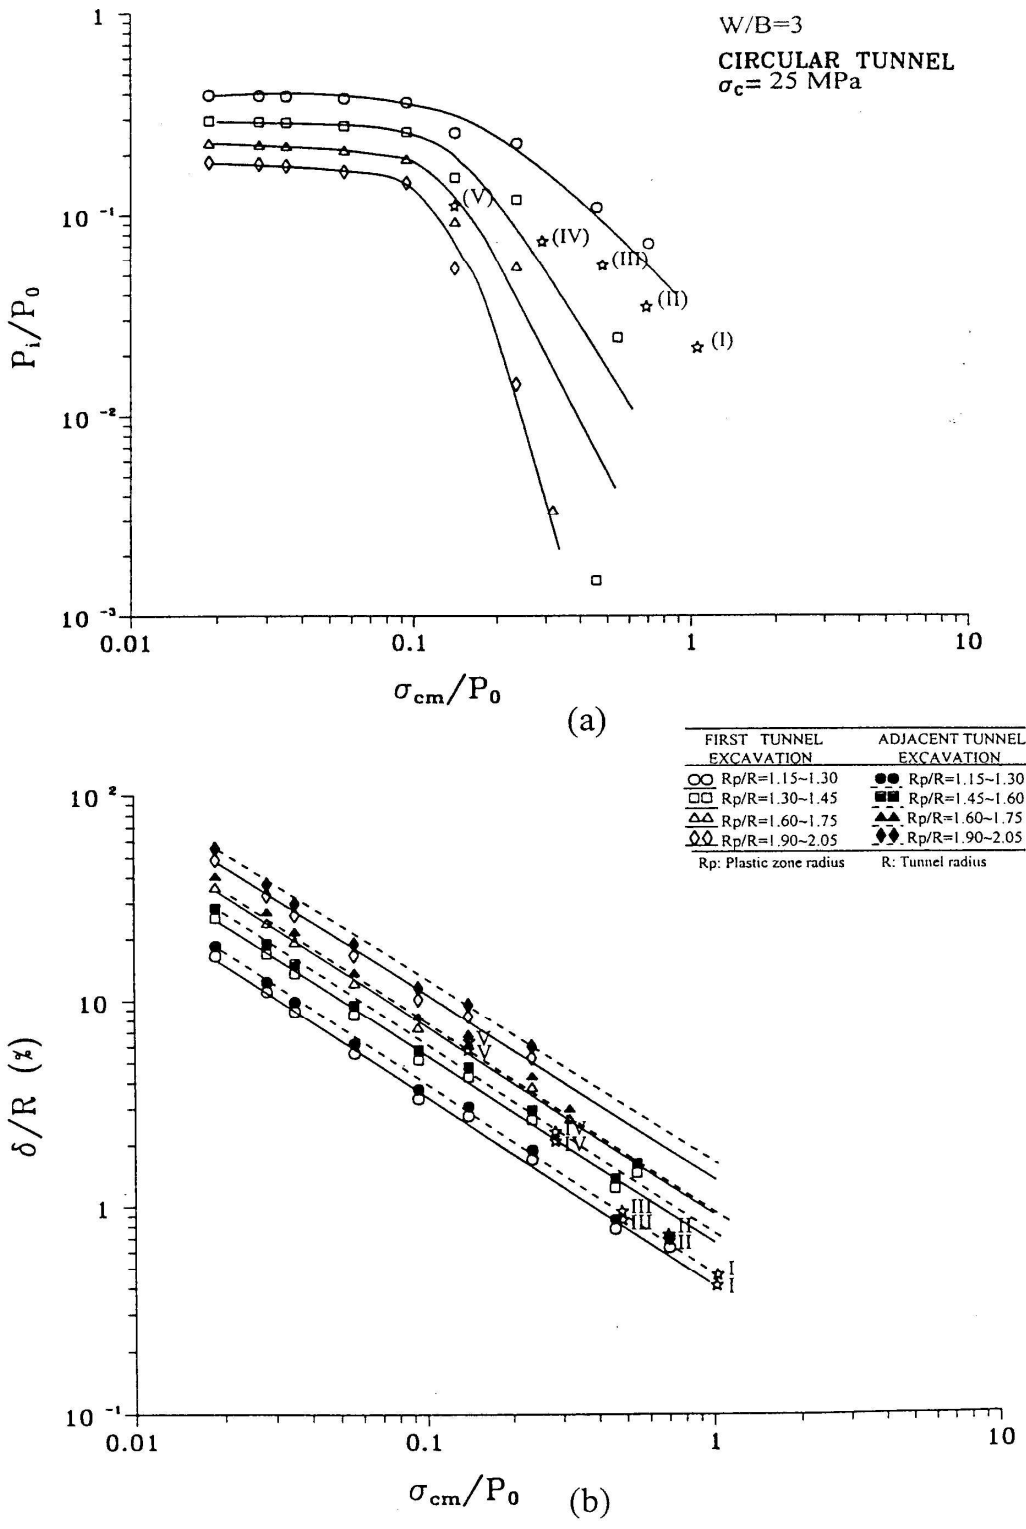 W/B=3
CIRCULAR TUNNEL
σc= 25 MPa
1
10⁻¹
10⁻²
10⁻³
Pi/P0
(V)
(IV)
(III)
(II)
(I)
0.01 0.1 1 10
σcm/P0
(a)
FIRST TUNNEL EXCAVATION ADJACENT TUNNEL EXCAVATION
Rp/R=1.15~1.30 Rp/R=1.15~1.30
Rp/R=1.30~1.45 Rp/R=1.45~1.60
Rp/R=1.60~1.75 Rp/R=1.60~1.75
Rp/R=1.90~2.05 Rp/R=1.90~2.05
Rp: Plastic zone radius R: Tunnel radius
10²
10
1
10⁻¹
δ/R (%)
V
V
IV
IV
III
III
II
II
I
I
0.01 0.1 1 10
σcm/P0
(b)